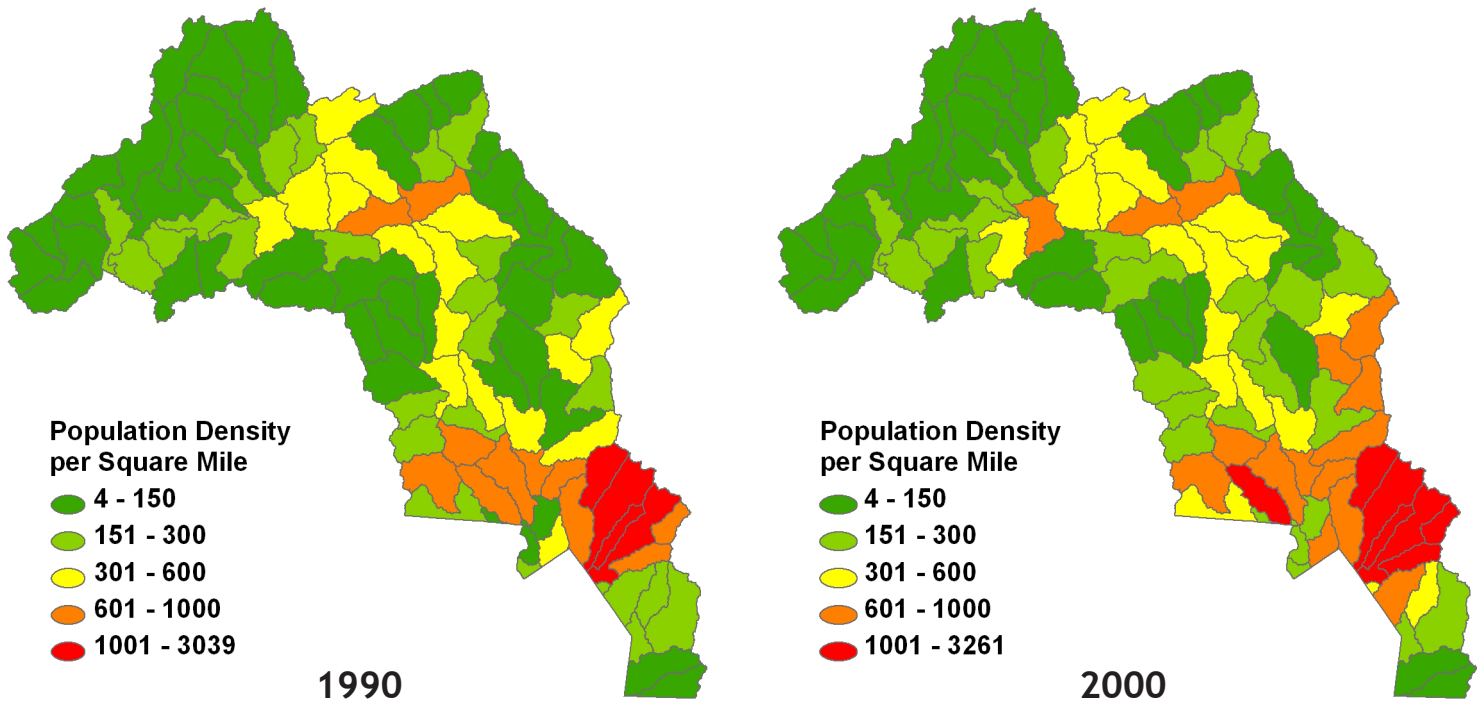 Population Density
per Square Mile
4 - 150
151 - 300
301 - 600
601 - 1000
1001 - 3039
1990
Population Density
per Square Mile
4 - 150
151 - 300
301 - 600
601 - 1000
1001 - 3261
2000